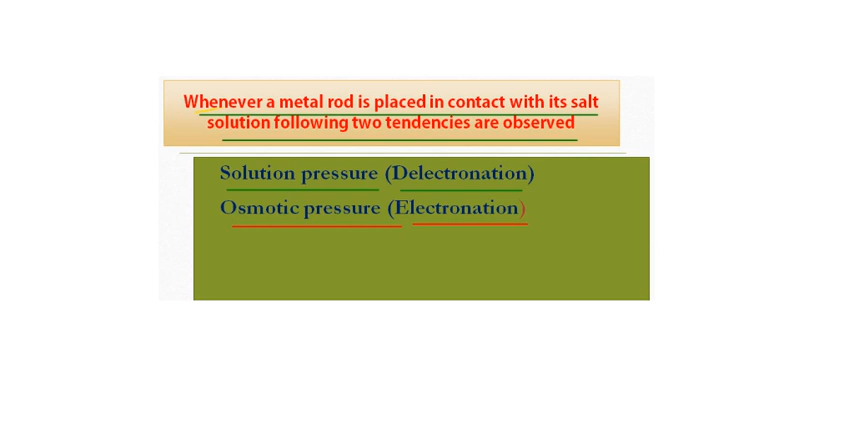 Whenever a metal rod is placed in contact with its salt
solution following two tendencies are observed
Solution pressure (Delectronation)
Osmotic pressure (Electronation)